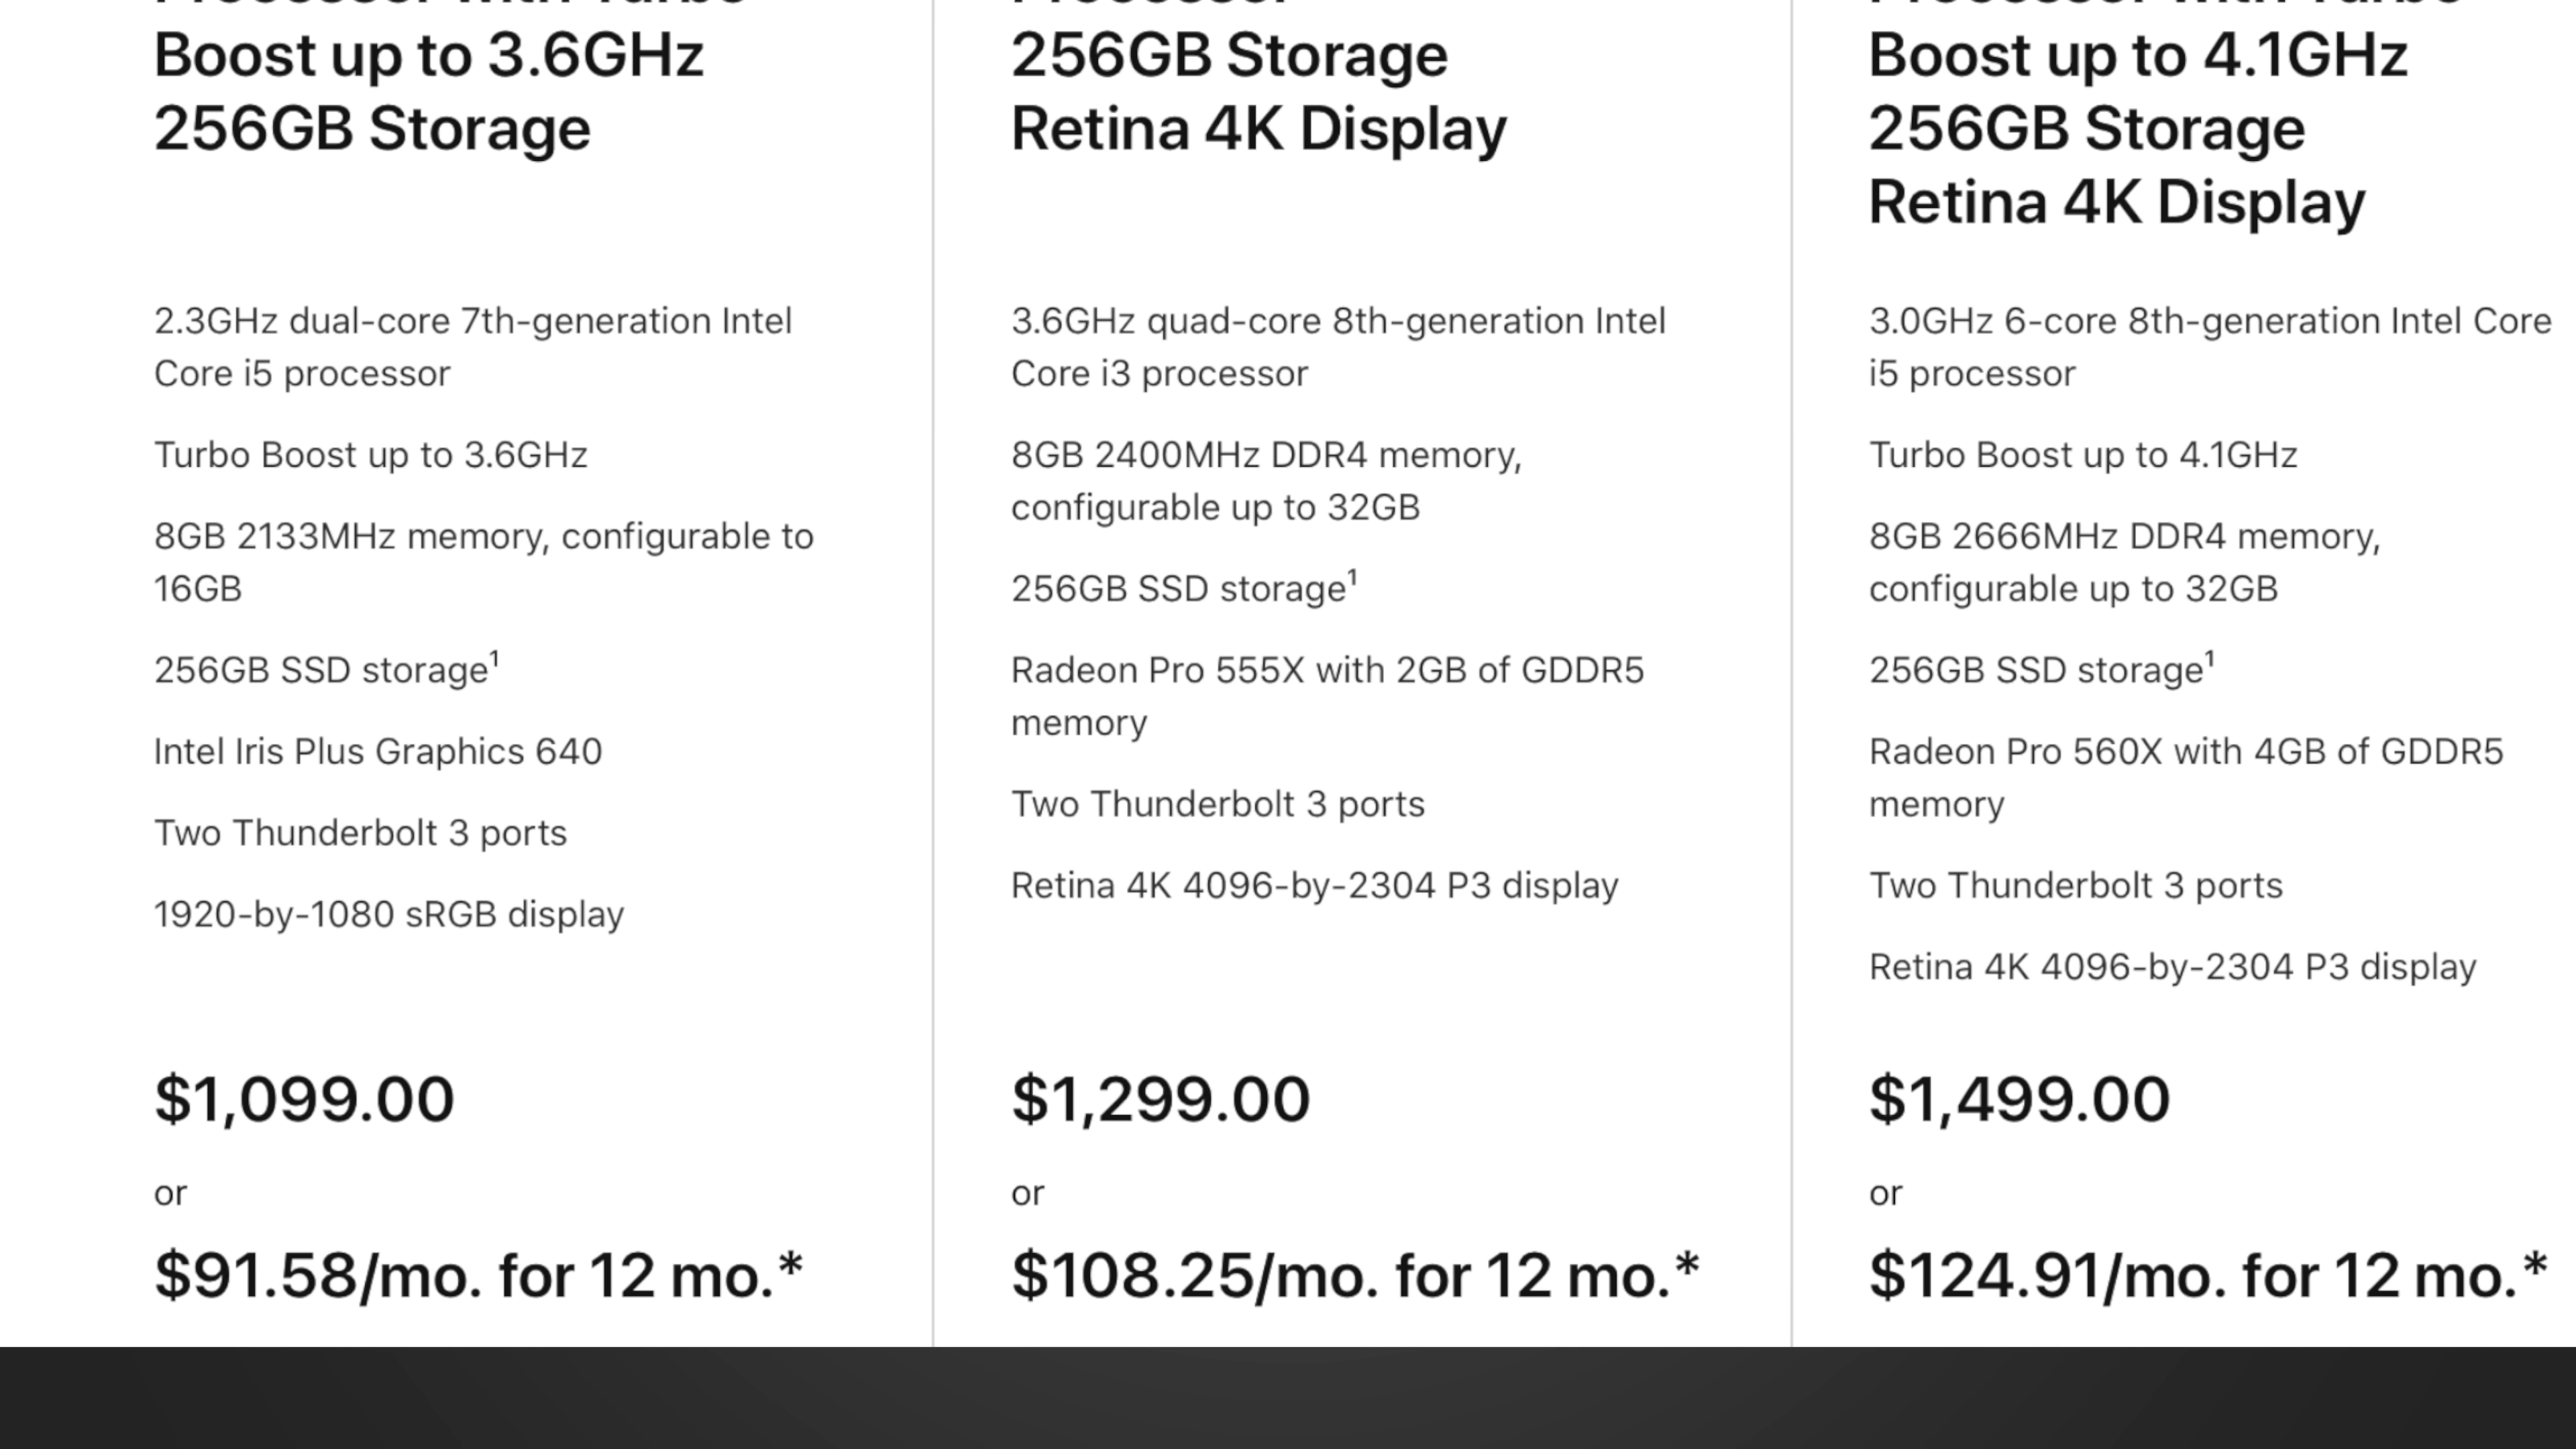 Processor with Turbo
Boost up to 3.6GHz
256GB Storage
2.3GHz dual-core 7th-generation Intel
Core i5 processor
Turbo Boost up to 3.6GHz
8GB 2133MHz memory, configurable to
16GB
256GB SSD storage¹
Intel Iris Plus Graphics 640
Two Thunderbolt 3 ports
1920-by-1080 sRGB display
$1,099.00
or
$91.58/mo. for 12 mo.*
Processor
256GB Storage
Retina 4K Display
3.6GHz quad-core 8th-generation Intel
Core i3 processor
8GB 2400MHz DDR4 memory,
configurable up to 32GB
256GB SSD storage¹
Radeon Pro 555X with 2GB of GDDR5
memory
Two Thunderbolt 3 ports
Retina 4K 4096-by-2304 P3 display
$1,299.00
or
$108.25/mo. for 12 mo.*
Processor with Turbo
Boost up to 4.1GHz
256GB Storage
Retina 4K Display
3.0GHz 6-core 8th-generation Intel Core
i5 processor
Turbo Boost up to 4.1GHz
8GB 2666MHz DDR4 memory,
configurable up to 32GB
256GB SSD storage¹
Radeon Pro 560X with 4GB of GDDR5
memory
Two Thunderbolt 3 ports
Retina 4K 4096-by-2304 P3 display
$1,499.00
or
$124.91/mo. for 12 mo.*